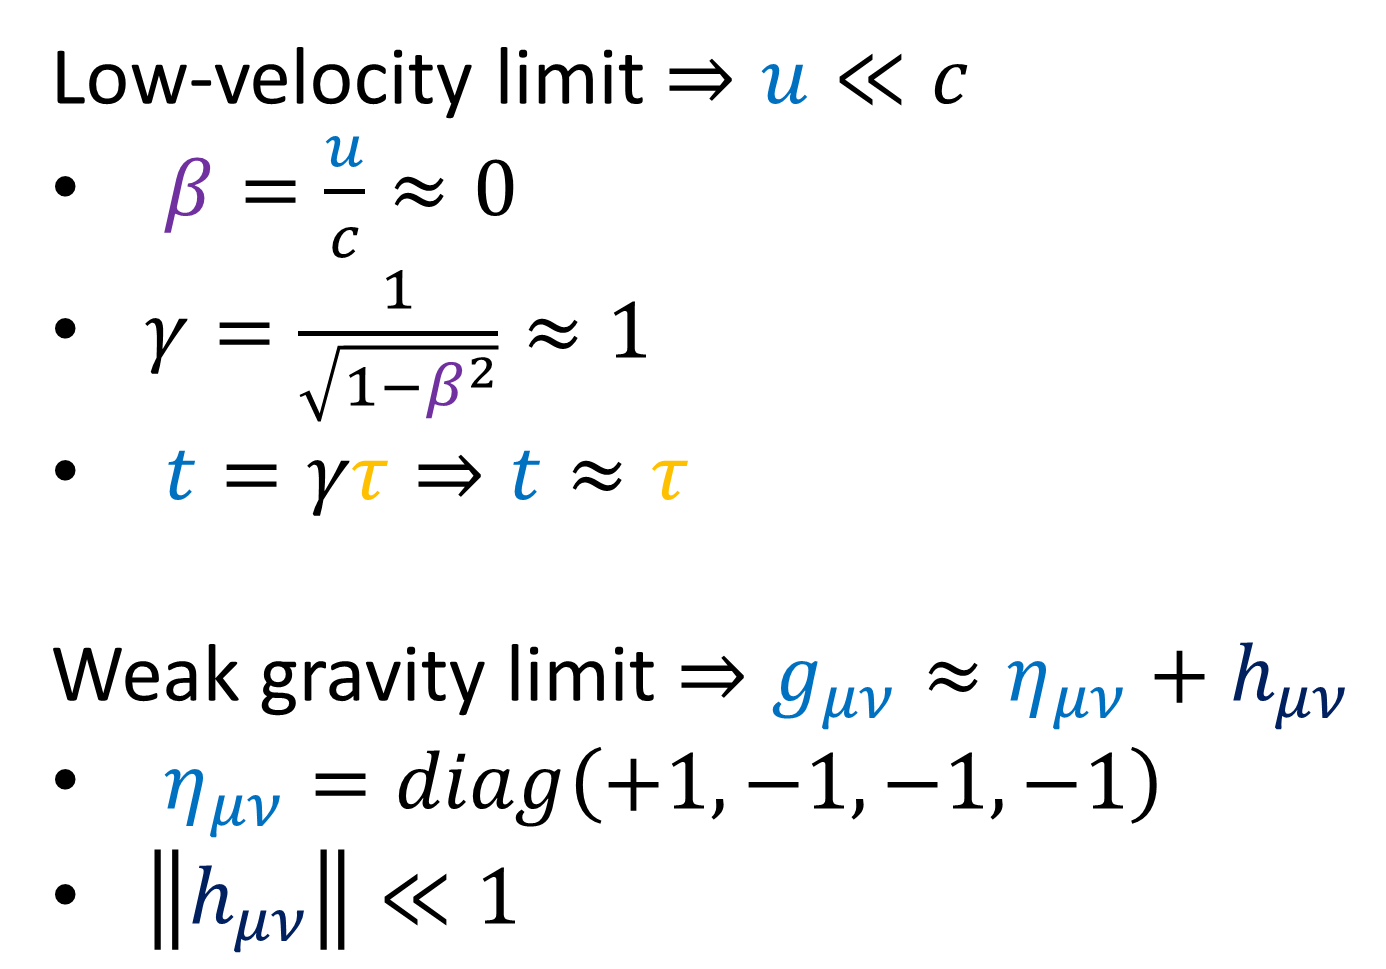 Low-velocity limit ⇒ u ≪ c
• β = u/c ≈ 0
• γ = 1/√(1−β²) ≈ 1
• t = γτ ⇒ t ≈ τ
Weak gravity limit ⇒ g_μν ≈ η_μν + h_μν
• η_μν = diag(+1, −1, −1, −1)
• ‖h_μν‖ ≪ 1